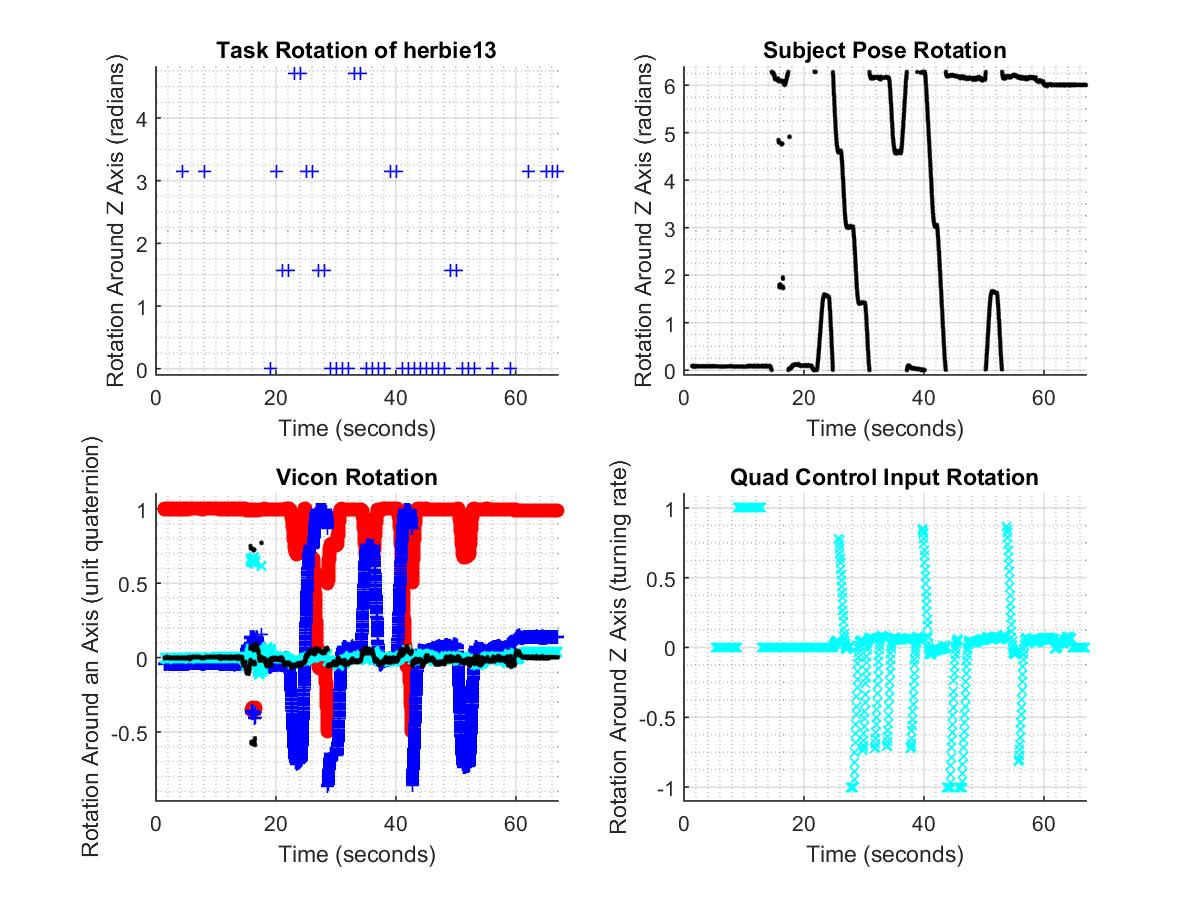 Task Rotation of herbie13
Rotation Around Z Axis (radians)
4
3
2
1
0
0 20 40 60
Time (seconds)
Subject Pose Rotation
Rotation Around Z Axis (radians)
6
5
4
3
2
1
0
0 20 40 60
Time (seconds)
Vicon Rotation
Rotation Around an Axis (unit quaternion)
1
0.5
0
-0.5
0 20 40 60
Time (seconds)
Quad Control Input Rotation
Rotation Around Z Axis (turning rate)
1
0.5
0
-0.5
-1
0 20 40 60
Time (seconds)